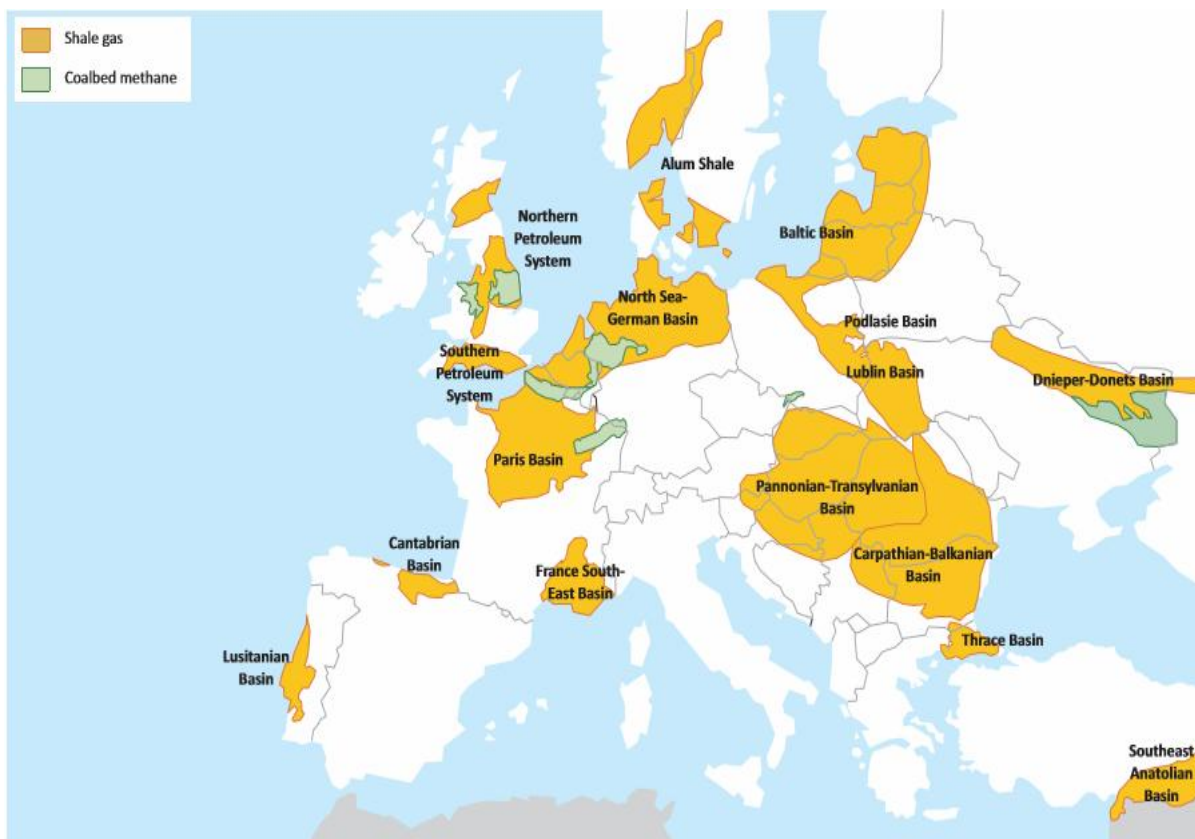 Shale gas
Coalbed methane
Alum Shale
Northern
Petroleum
System
Baltic Basin
North Sea-
German Basin
Podlasie Basin
Southern
Petroleum
System
Lublin Basin
Dnieper-Donets Basin
Paris Basin
Pannonian-Transylvanian
Basin
Cantabrian
Basin
France South-
East Basin
Carpathian-Balkanian
Basin
Thrace Basin
Lusitanian
Basin
Southeast
Anatolian
Basin